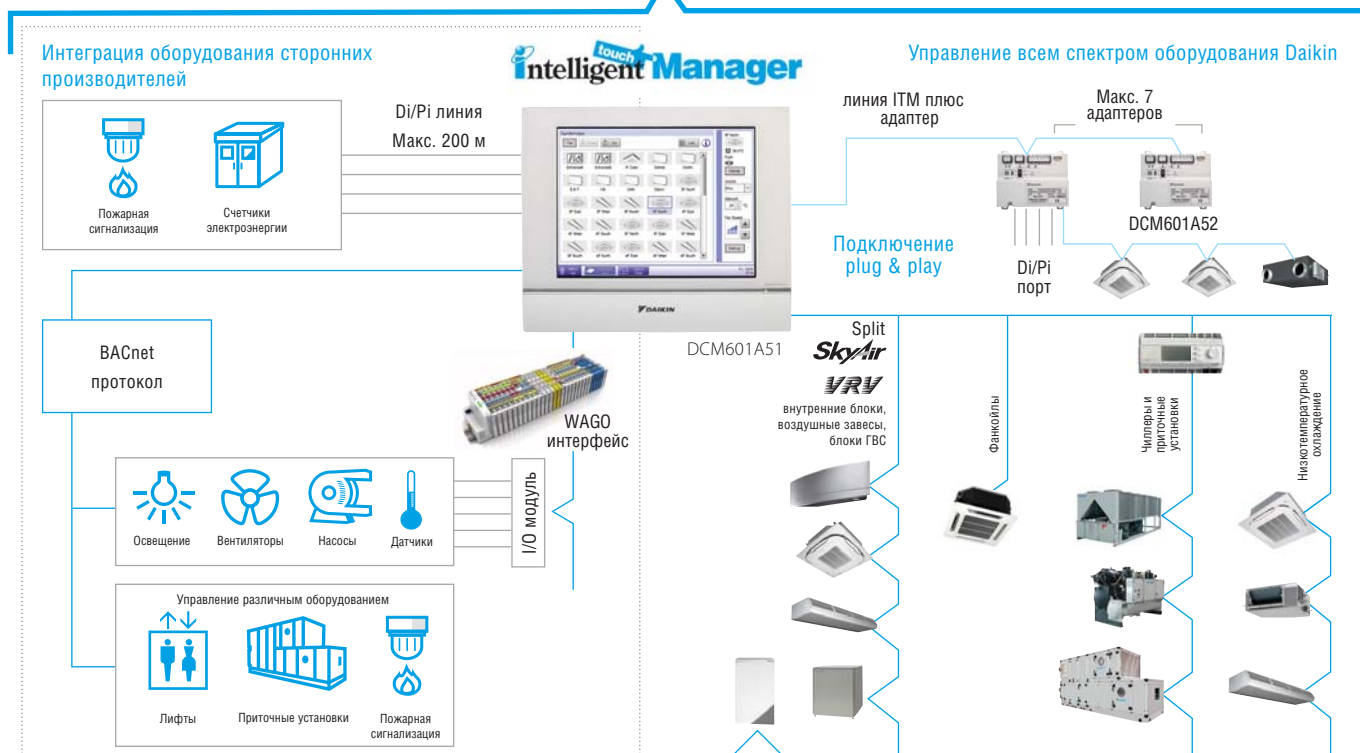 Интеграция оборудования сторонних
производителей
intelligent touch Manager
Управление всем спектром оборудования Daikin
Di/Pi линия
Макс. 200 м
Пожарная
сигнализация
Счетчики
электроэнергии
линия ITM плюс
адаптер
Макс. 7
адаптеров
DCM601A52
Подключение
plug & play
Di/Pi
порт
DAIKIN
DCM601A51
BACnet
протокол
WAGO
интерфейс
Split
SkyAir
VRV
внутренние блоки,
воздушные завесы,
блоки ГВС
Фанкойлы
Чиллеры и
приточные
установки
Низкотемпературное
охлаждение
Освещение
Вентиляторы
Насосы
Датчики
I/O модуль
Управление различным оборудованием
Лифты
Приточные установки
Пожарная
сигнализация